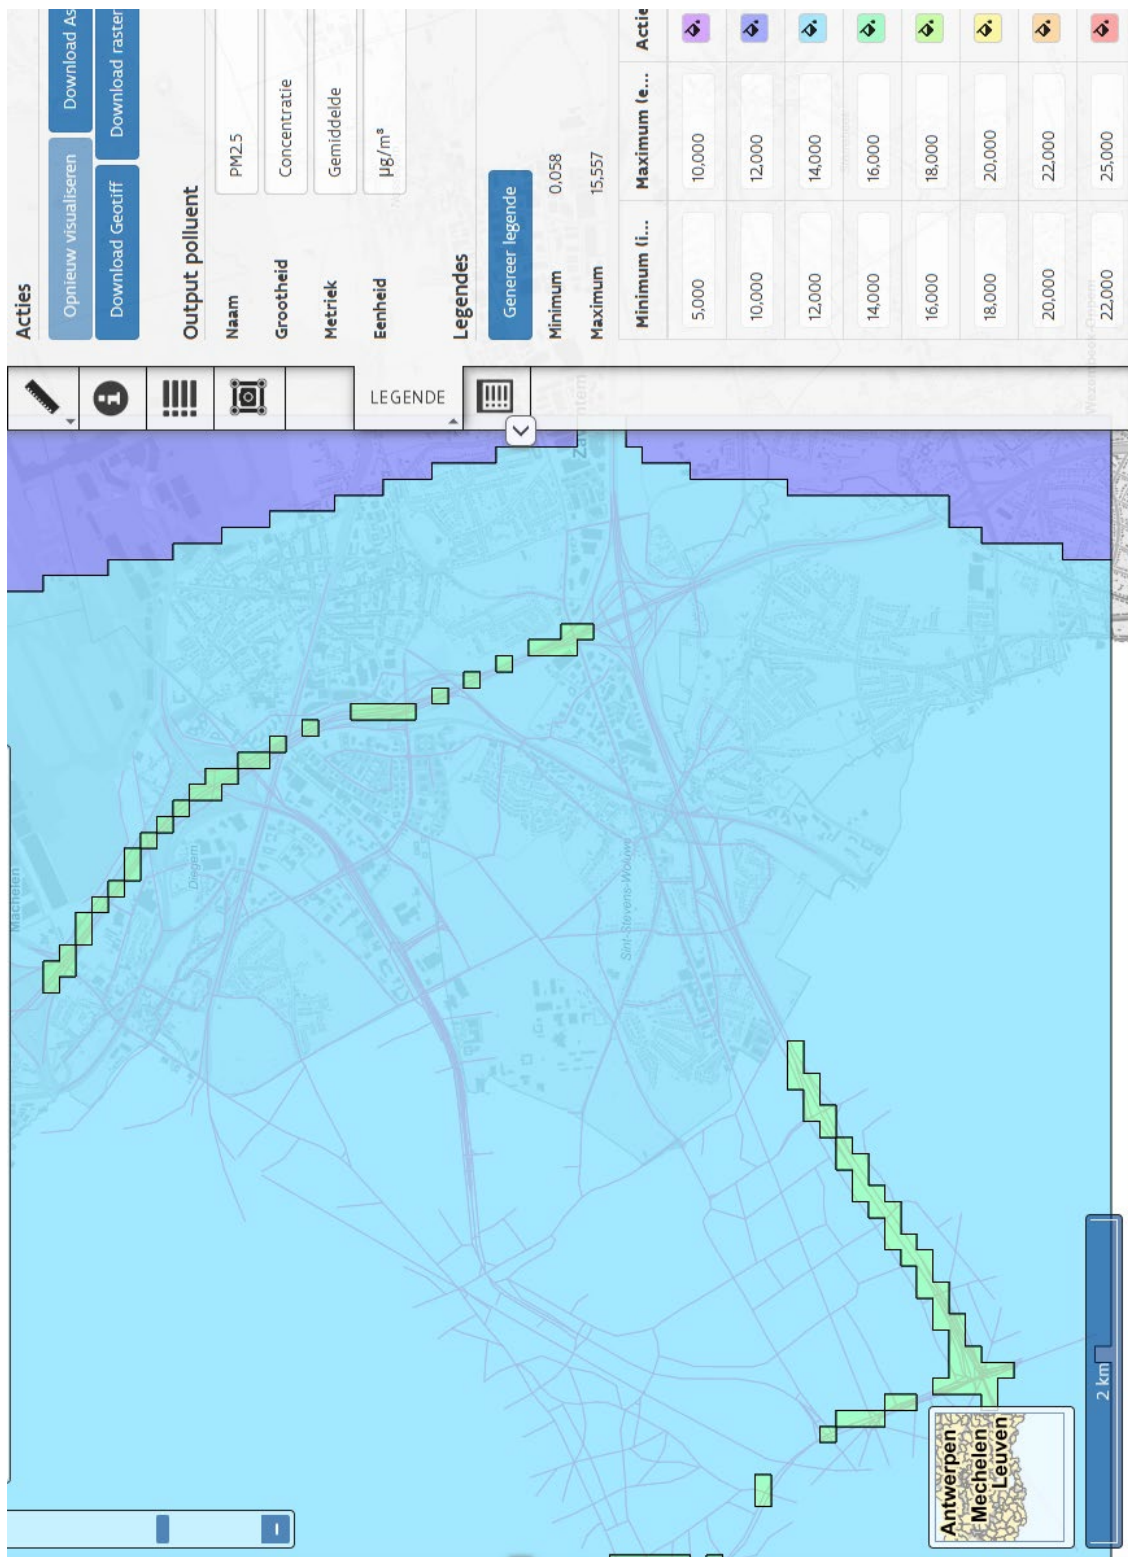 Acties
Opnieuw visualiseren
Download As
Download Geotiff
Download raster
Output polluent
Naam
PM2.5
Grootheid
Concentratie
Metriek
Gemiddelde
Eenheid
µg/m³
Legendes
Genereer legende
Minimum 0,058
Maximum 15,557
Minimum (i... Maximum (e... Actie
5,000 10,000
10,000 12,000
12,000 14,000
14,000 16,000
16,000 18,000
18,000 20,000
20,000 22,000
22,000 25,000
LEGENDE
Machelen
Diegem
Zaventem
Sint-Stevens-Woluwe
Wezembeek-Oppem
2 km
Antwerpen
Mechelen
Leuven